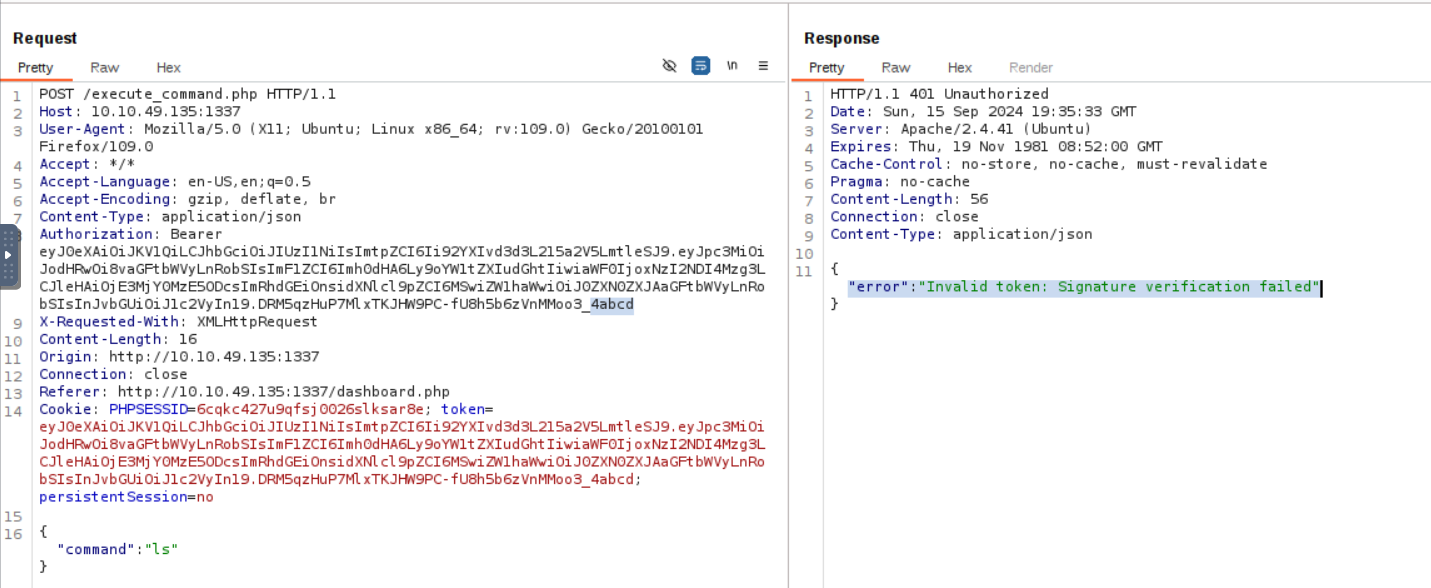 Request
Pretty Raw Hex \n
1 POST /execute_command.php HTTP/1.1
2 Host: 10.10.49.135:1337
3 User-Agent: Mozilla/5.0 (X11; Ubuntu; Linux x86_64; rv:109.0) Gecko/20100101
Firefox/109.0
4 Accept: */*
5 Accept-Language: en-US,en;q=0.5
6 Accept-Encoding: gzip, deflate, br
7 Content-Type: application/json
8 Authorization: Bearer
eyJ0eXAiOiJKV1QiLCJhbGciOiJIUzI1NiIsImtpZCI6Ii92YXIvd3d3L215a2V5LmtleSJ9.eyJpc3MiOi
JodHRwOi8vaGFtbWVyLnRobSIsImF1ZCI6Imh0dHA6Ly9oYW1tZXIudGhtIiwiaWF0IjoxNzI2NDI4Mzg3L
CJleHAiOjE3MjY0MzE5ODcsImRhdGEiOnsidXNlcl9pZCI6MSwiZW1haWwiOiJ0ZXN0ZXJAaGFtbWVyLnRo
bSIsInJvbGUiOiJ1c2VyIn19.DRM5qzHuP7MlxTKJHW9PC-fU8h5b6zVnMMoo3_4abcd
9 X-Requested-With: XMLHttpRequest
10 Content-Length: 16
11 Origin: http://10.10.49.135:1337
12 Connection: close
13 Referer: http://10.10.49.135:1337/dashboard.php
14 Cookie: PHPSESSID=6cqkc427u9qfsj0026slksar8e; token=
eyJ0eXAiOiJKV1QiLCJhbGciOiJIUzI1NiIsImtpZCI6Ii92YXIvd3d3L215a2V5LmtleSJ9.eyJpc3MiOi
JodHRwOi8vaGFtbWVyLnRobSIsImF1ZCI6Imh0dHA6Ly9oYW1tZXIudGhtIiwiaWF0IjoxNzI2NDI4Mzg3L
CJleHAiOjE3MjY0MzE5ODcsImRhdGEiOnsidXNlcl9pZCI6MSwiZW1haWwiOiJ0ZXN0ZXJAaGFtbWVyLnRo
bSIsInJvbGUiOiJ1c2VyIn19.DRM5qzHuP7MlxTKJHW9PC-fU8h5b6zVnMMoo3_4abcd;
persistentSession=no
15
16 {
"command":"ls"
}
Response
Pretty Raw Hex Render
1 HTTP/1.1 401 Unauthorized
2 Date: Sun, 15 Sep 2024 19:35:33 GMT
3 Server: Apache/2.4.41 (Ubuntu)
4 Expires: Thu, 19 Nov 1981 08:52:00 GMT
5 Cache-Control: no-store, no-cache, must-revalidate
6 Pragma: no-cache
7 Content-Length: 56
8 Connection: close
9 Content-Type: application/json
10
11 {
"error":"Invalid token: Signature verification failed"
}